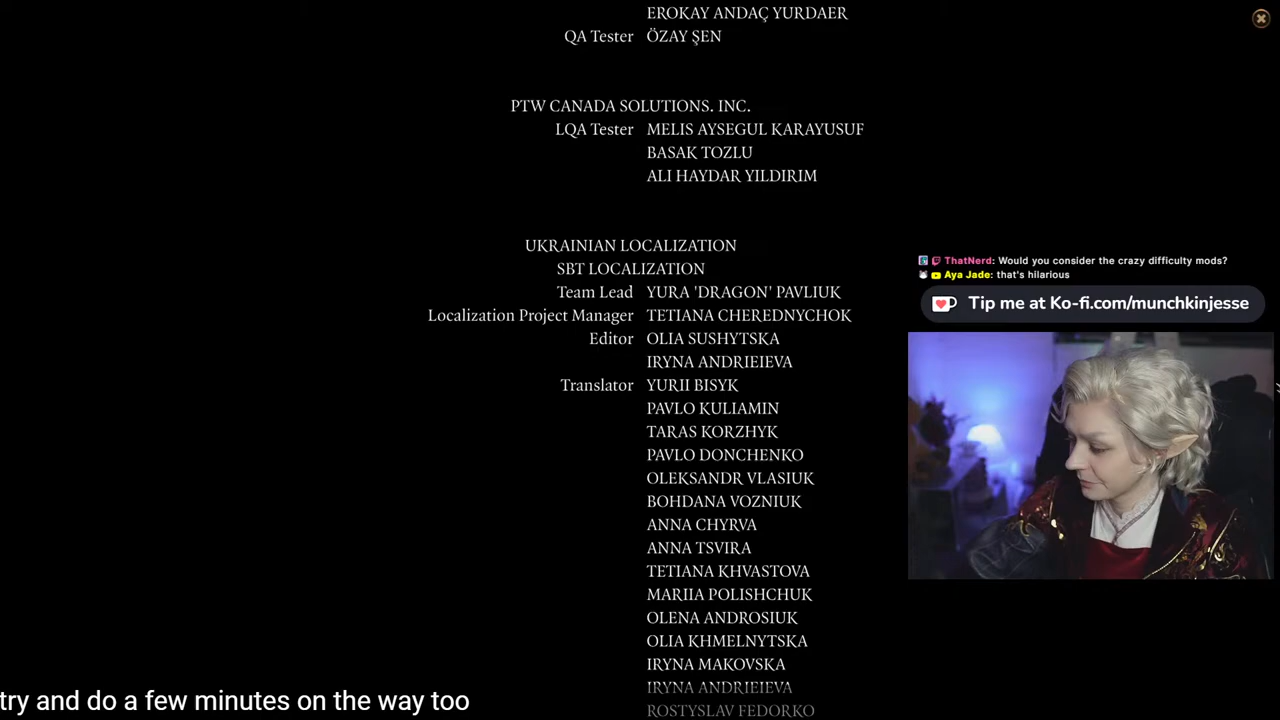 EROKAY ANDAÇ YURDAER
QA Tester ÖZAY ŞEN
PTW CANADA SOLUTIONS. INC.
LQA Tester MELIS AYSEGUL KARAYUSUF
BASAK TOZLU
ALI HAYDAR YILDIRIM
UKRAINIAN LOCALIZATION
SBT LOCALIZATION
Team Lead YURA 'DRAGON' PAVLIUK
Localization Project Manager TETIANA CHEREDNYCHOK
Editor OLIA SUSHYTSKA
IRYNA ANDRIEIEVA
Translator YURII BISYK
PAVLO KULIAMIN
TARAS KORZHYK
PAVLO DONCHENKO
OLEKSANDR VLASIUK
BOHDANA VOZNIUK
ANNA CHYRVA
ANNA TSVIRA
TETIANA KHVASTOVA
MARIIA POLISHCHUK
OLENA ANDROSIUK
OLIA KHMELNYTSKA
IRYNA MAKOVSKA
IRYNA ANDRIEIEVA
ROSTYSLAV FEDORKO
ThatNerd: Would you consider the crazy difficulty mods?
Aya Jade: that's hilarious
Tip me at Ko-fi.com/munchkinjesse
try and do a few minutes on the way too